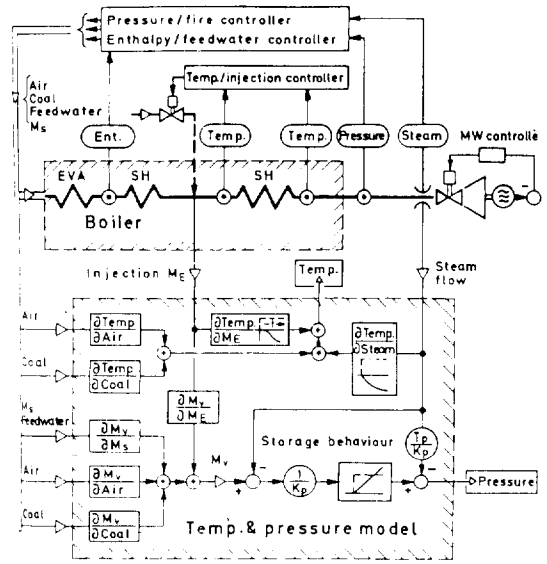 Pressure/fire controller
Enthalpy/feedwater controller
Temp./injection controller
Air
Coal
Feedwater
Ms
Ent.
Temp.
Temp.
Pressure
Steam
MW controlle
EVA
SH
SH
Boiler
Injection ME
Temp.
Steam
flow
Air
∂Temp
∂Air
∂Temp.
∂ME
∂Temp
∂Steam
Coal
∂Temp
∂Coal
∂Mv
∂ME
Ms
Feedwater
∂Mv
∂Ms
Storage behaviour
Tp
Kp
Air
∂Mv
∂Air
Mv
-
+
1
Kp
-
+
Pressure
Coal
∂Mv
∂Coal
Temp. & pressure model